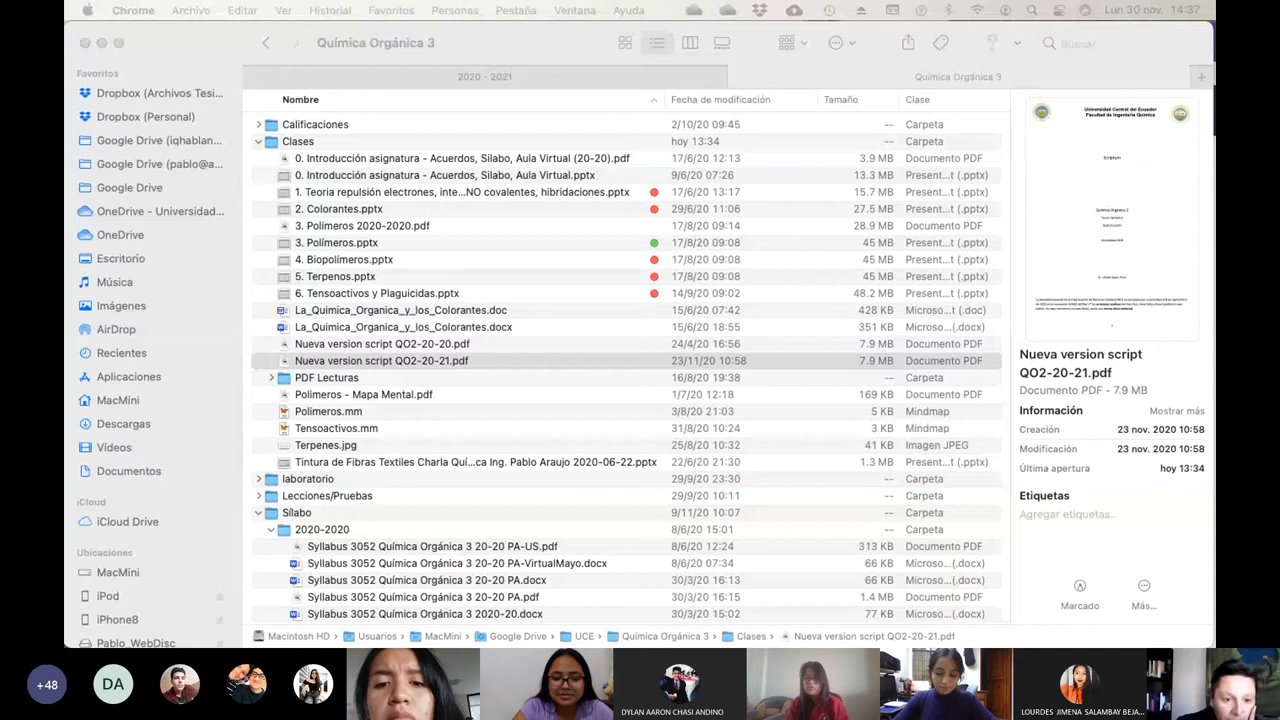 Chrome Archivo Editar Ver Historial Favoritos Personas Pestaña Ventana Ayuda Lun 30 nov. 14:37
Química Orgánica 3 Buscar
2020 - 2021 Química Orgánica 3
Favoritos
Dropbox (Archivos Tesi...
Dropbox (Personal)
Google Drive (iqhablan...
Google Drive (pablo@a...
Google Drive
OneDrive - Universidad...
OneDrive
Escritorio
Música
Imágenes
AirDrop
Recientes
Aplicaciones
MacMini
Descargas
Vídeos
Documentos
iCloud
iCloud Drive
Ubicaciones
MacMini
iPod
iPhone8
Pablo_WebDisc
Nombre Fecha de modificación Tamaño Clase
Calificaciones 2/10/20 09:45 -- Carpeta
Clases hoy 13:34 -- Carpeta
0. Introducción asignatura - Acuerdos, Silabo, Aula Virtual (20-20).pdf 17/6/20 12:13 3.9 MB Documento PDF
0. Introducción asignatura - Acuerdos, Silabo, Aula Virtual.pptx 9/6/20 07:26 13.3 MB Present...t (.pptx)
1. Teoria repulsión electrones, inte...NO covalentes, hibridaciones.pptx 17/6/20 13:17 15.7 MB Present...t (.pptx)
2. Colorantes.pptx 29/6/20 11:06 27.5 MB Present...t (.pptx)
3. Polímeros 2020-2020.pdf 17/8/20 09:14 28.9 MB Documento PDF
3. Polímeros.pptx 17/8/20 09:08 45 MB Present...t (.pptx)
4. Biopolímeros.pptx 17/8/20 09:08 45 MB Present...t (.pptx)
5. Terpenos.pptx 17/8/20 09:08 45 MB Present...t (.pptx)
6. Tensoactivos y Plaguicidas.pptx 14/9/20 09:02 48.2 MB Present...t (.pptx)
La_Quimica_Organica_y_los_Colorantes.doc 15/6/20 07:40 428 KB Microso...t (.doc)
La_Quimica_Organica_y_los_Colorantes.docx 15/6/20 18:55 351 KB Microso...(.docx)
Nueva version script QO2-20-20.pdf 24/4/20 16:56 7.9 MB Documento PDF
Nueva version script QO2-20-21.pdf 23/11/20 10:58 7.9 MB Documento PDF
PDF Lecturas 16/8/20 19:38 -- Carpeta
Polimeros - Mapa Mental.pdf 1/7/20 12:18 169 KB Documento PDF
Polimeros.mm 3/8/20 21:03 5 KB Mindmap
Tensoactivos.mm 31/8/20 10:24 3 KB Mindmap
Terpenes.jpg 25/8/20 10:32 41 KB Imagen JPEG
Tintura de Fibras Textiles Charla Quí...ca Ing. Pablo Araujo 2020-06-22.pptx 22/6/20 21:30 1.3 MB Present...t (.pptx)
laboratorio 29/9/20 23:30 -- Carpeta
Lecciones/Pruebas 29/9/20 10:11 -- Carpeta
Sílabo 9/11/20 10:07 -- Carpeta
2020-2020 8/6/20 15:01 -- Carpeta
Syllabus 3052 Química Orgánica 3 20-20 PA-US.pdf 8/6/20 12:24 313 KB Documento PDF
Syllabus 3052 Química Orgánica 3 20-20 PA-VirtualMayo.docx 8/6/20 07:34 66 KB Microso...(.docx)
Syllabus 3052 Química Orgánica 3 20-20 PA.docx 30/3/20 16:13 66 KB Microso...(.docx)
Syllabus 3052 Química Orgánica 3 20-20 PA.pdf 30/3/20 16:15 1.4 MB Documento PDF
Syllabus 3052 Química Orgánica 3 2020-20.docx 30/3/20 15:02 77 KB Microso...(.docx)
Macintosh HD Usuarios MacMini Google Drive UCE Química Orgánica 3 Clases Nueva version script QO2-20-21.pdf
Universidad Central del Ecuador
Facultad de Ingeniería Química
Scriptum
Química Orgánica 2
Nueva version script
QO2-20-21.pdf
Documento PDF - 7.9 MB
Información Mostrar más
Creación 23 nov. 2020 10:58
Modificación 23 nov. 2020 10:58
Última apertura hoy 13:34
Etiquetas
Agregar etiquetas...
Marcado Más...
+48 DA
DYLAN AARON CHASI ANDINO
LOURDES JIMENA SALAMBAY BEJA...